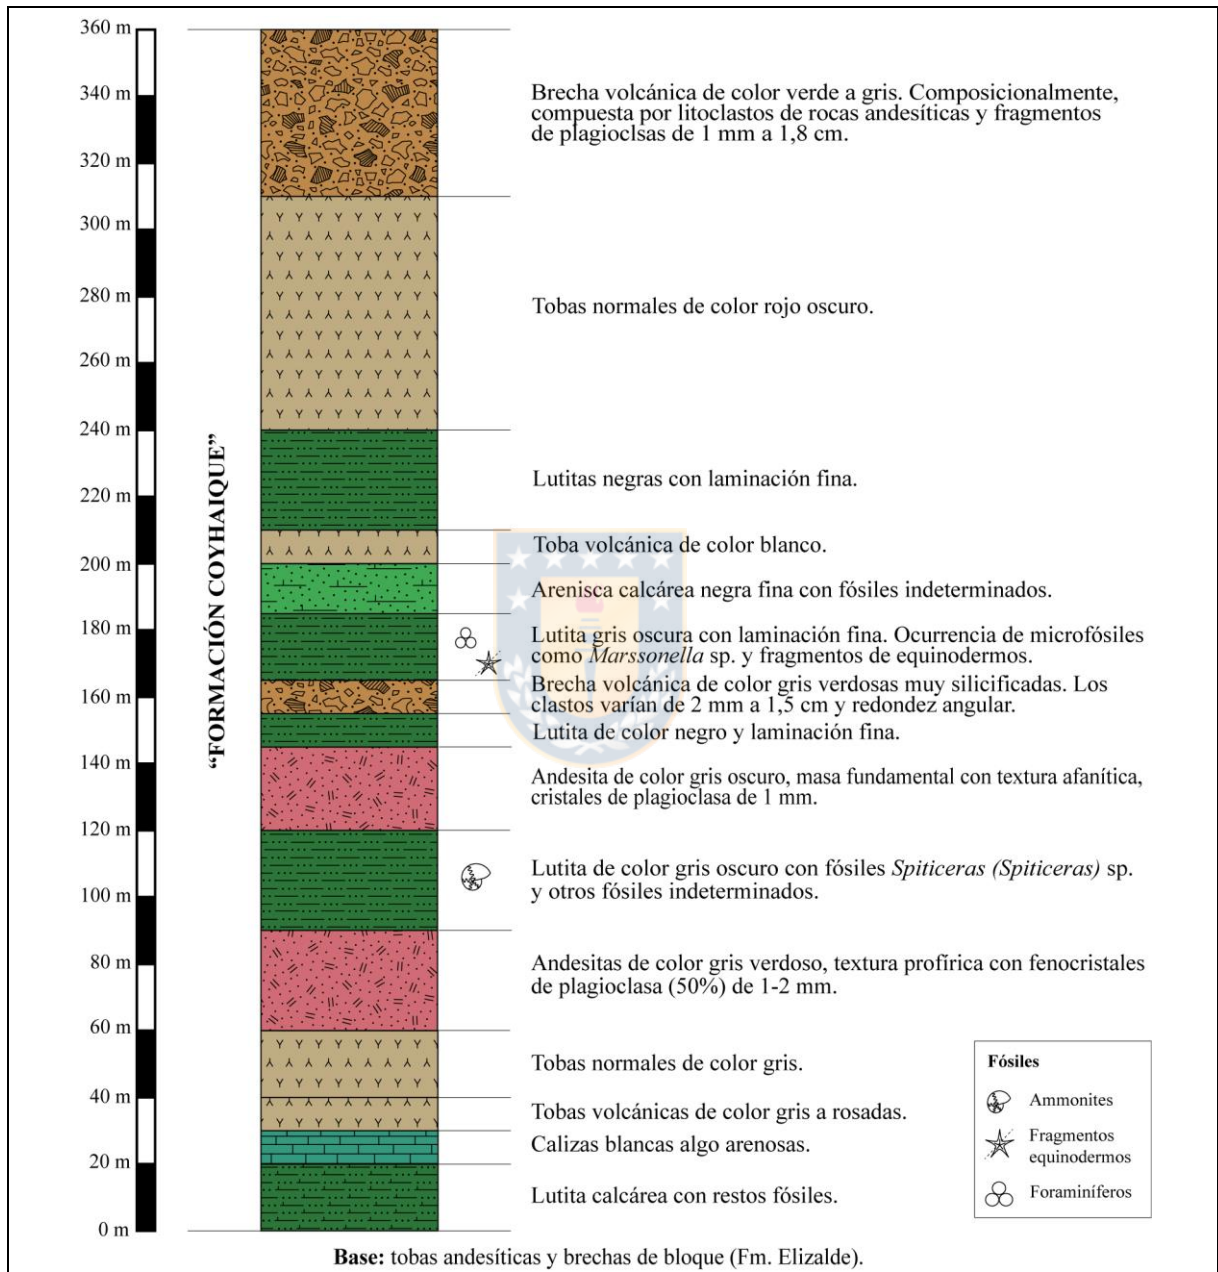 360 m
340 m
320 m
300 m
280 m
260 m
240 m
220 m
200 m
180 m
160 m
140 m
120 m
100 m
80 m
60 m
40 m
20 m
0 m
“FORMACIÓN COYHAIQUE”
Brecha volcánica de color verde a gris. Composicionalmente,
compuesta por litoclastos de rocas andesíticas y fragmentos
de plagioclsas de 1 mm a 1,8 cm.
Tobas normales de color rojo oscuro.
Lutitas negras con laminación fina.
Toba volcánica de color blanco.
Arenisca calcárea negra fina con fósiles indeterminados.
Lutita gris oscura con laminación fina. Ocurrencia de microfósiles
como Marssonella sp. y fragmentos de equinodermos.
Brecha volcánica de color gris verdosas muy silicificadas. Los
clastos varían de 2 mm a 1,5 cm y redondez angular.
Lutita de color negro y laminación fina.
Andesita de color gris oscuro, masa fundamental con textura afanítica,
cristales de plagioclasa de 1 mm.
Lutita de color gris oscuro con fósiles Spiticeras (Spiticeras) sp.
y otros fósiles indeterminados.
Andesitas de color gris verdoso, textura profírica con fenocristales
de plagioclasa (50%) de 1-2 mm.
Tobas normales de color gris.
Tobas volcánicas de color gris a rosadas.
Calizas blancas algo arenosas.
Lutita calcárea con restos fósiles.
Fósiles
Ammonites
Fragmentos
equinodermos
Foraminíferos
Base: tobas andesíticas y brechas de bloque (Fm. Elizalde).